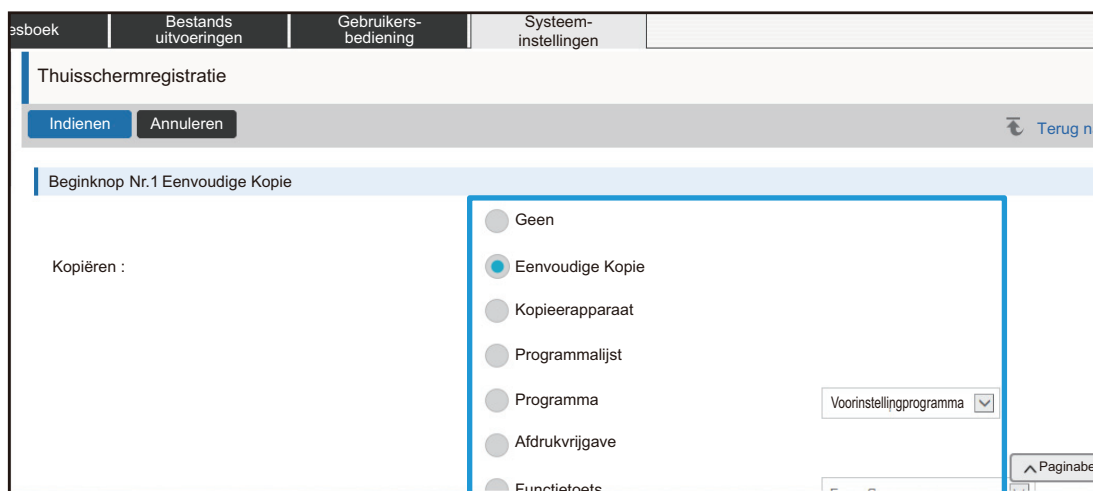 esboek
Bestands
uitvoeringen
Gebruikers-
bediening
Systeem-
instellingen
Thuisschermregistratie
Indienen Annuleren Terug n
Beginknop Nr.1 Eenvoudige Kopie
Geen
Kopiëren : Eenvoudige Kopie
Kopieerapparaat
Programmalijst
Programma Voorinstellingprogramma
Afdrukvrijgave
Paginabe
Functietoets